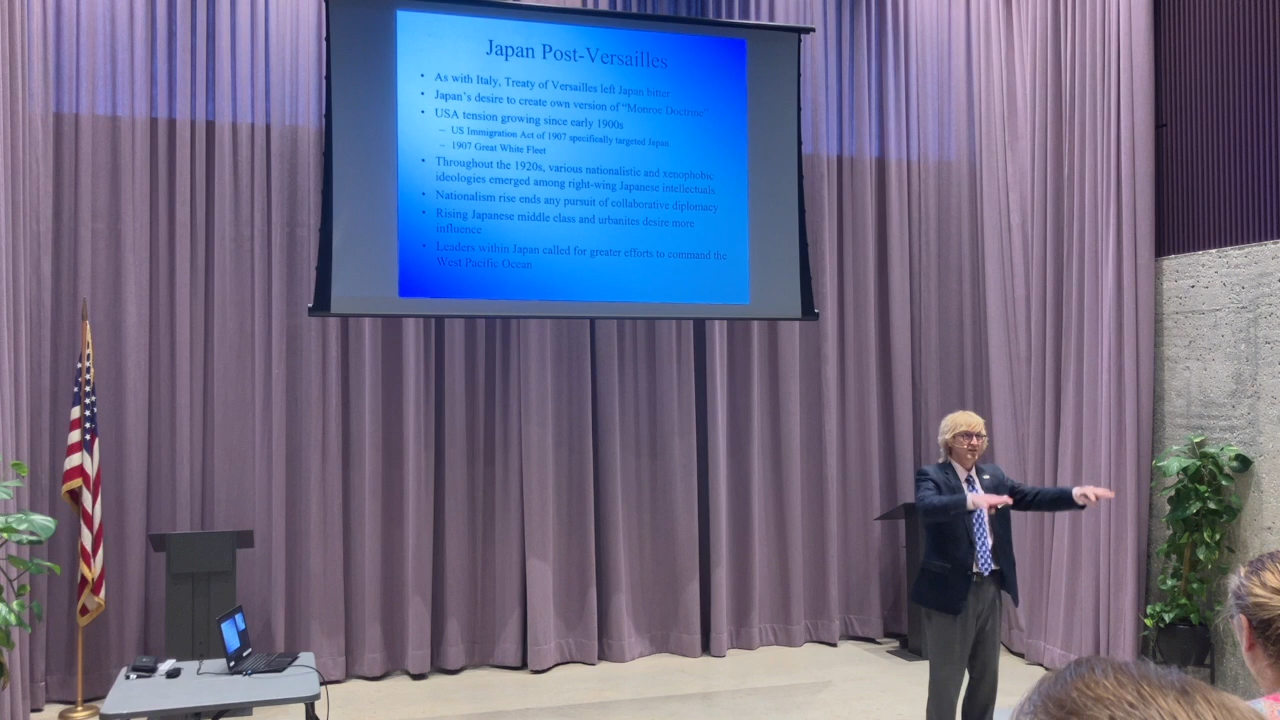 Japan Post-Versailles
• As with Italy, Treaty of Versailles left Japan bitter
• Japan's desire to create own version of “Monroe Doctrine”
• USA tension growing since early 1900s
– US Immigration Act of 1907 specifically targeted Japan
– 1907 Great White Fleet
• Throughout the 1920s, various nationalistic and xenophobic
ideologies emerged among right-wing Japanese intellectuals
• Nationalism rise ends any pursuit of collaborative diplomacy
• Rising Japanese middle class and urbanites desire more
influence
• Leaders within Japan called for greater efforts to command the
West Pacific Ocean